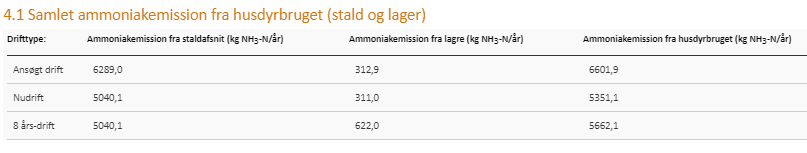 4.1 Samlet ammoniakemission fra husdyrbruget (stald og lager)
Drifttype: Ammoniakemission fra staldafsnit (kg NH3-N/år) Ammoniakemission fra lagre (kg NH3-N/år) Ammoniakemission fra husdyrbruget (kg NH3-N/år)
Ansøgt drift 6289,0 312,9 6601,9
Nudrift 5040,1 311,0 5351,1
8 års-drift 5040,1 622,0 5662,1